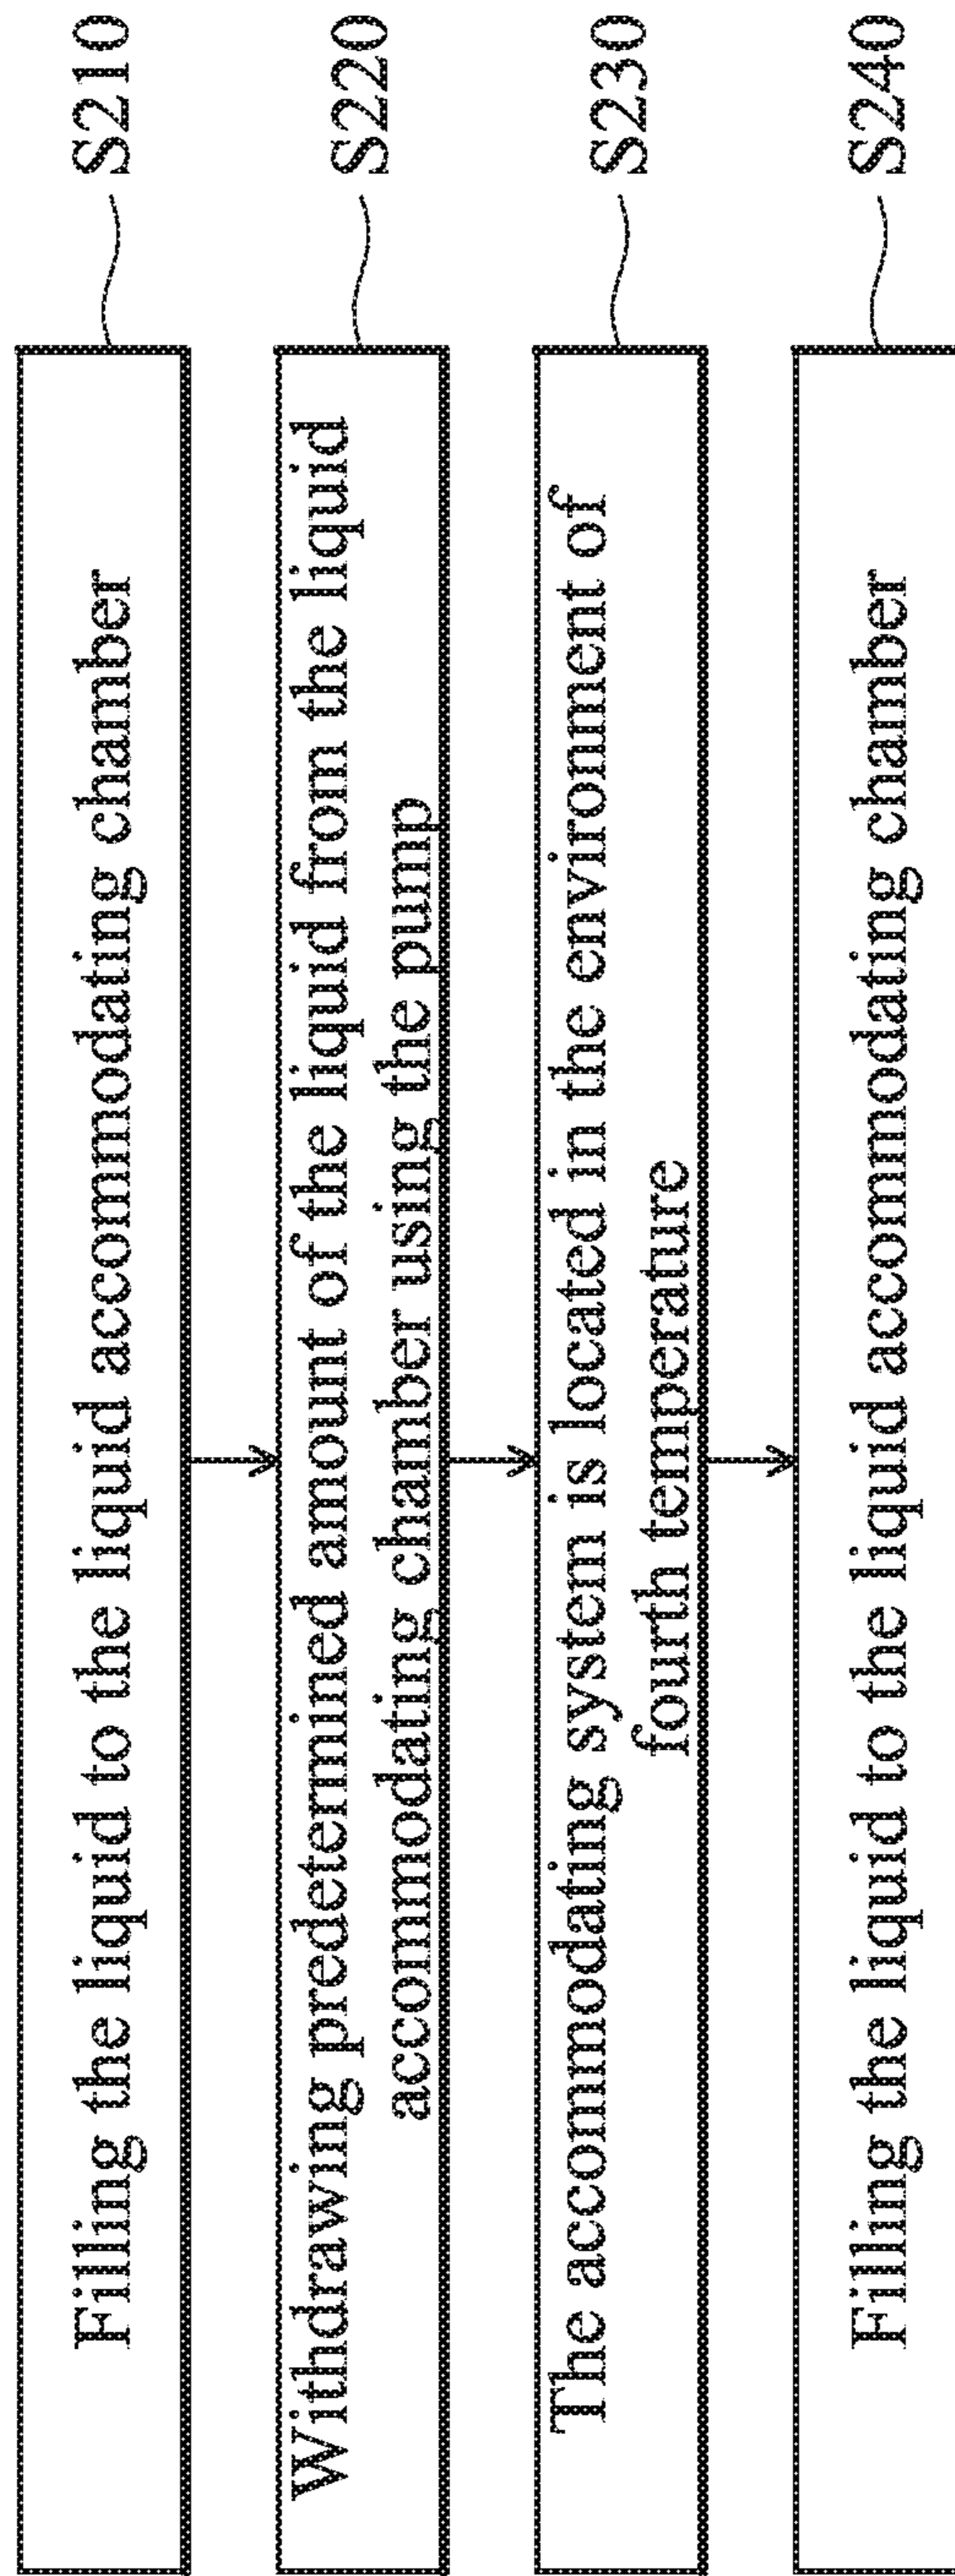 Filling the liquid to the liquid accommodating chamber
S210
Withdrawing predetermined amount of the liquid from the liquid
accommodating chamber using the pump
S220
The accommodating system is located in the environment of
fourth temperature
S230
Filling the liquid to the liquid accommodating chamber
S240